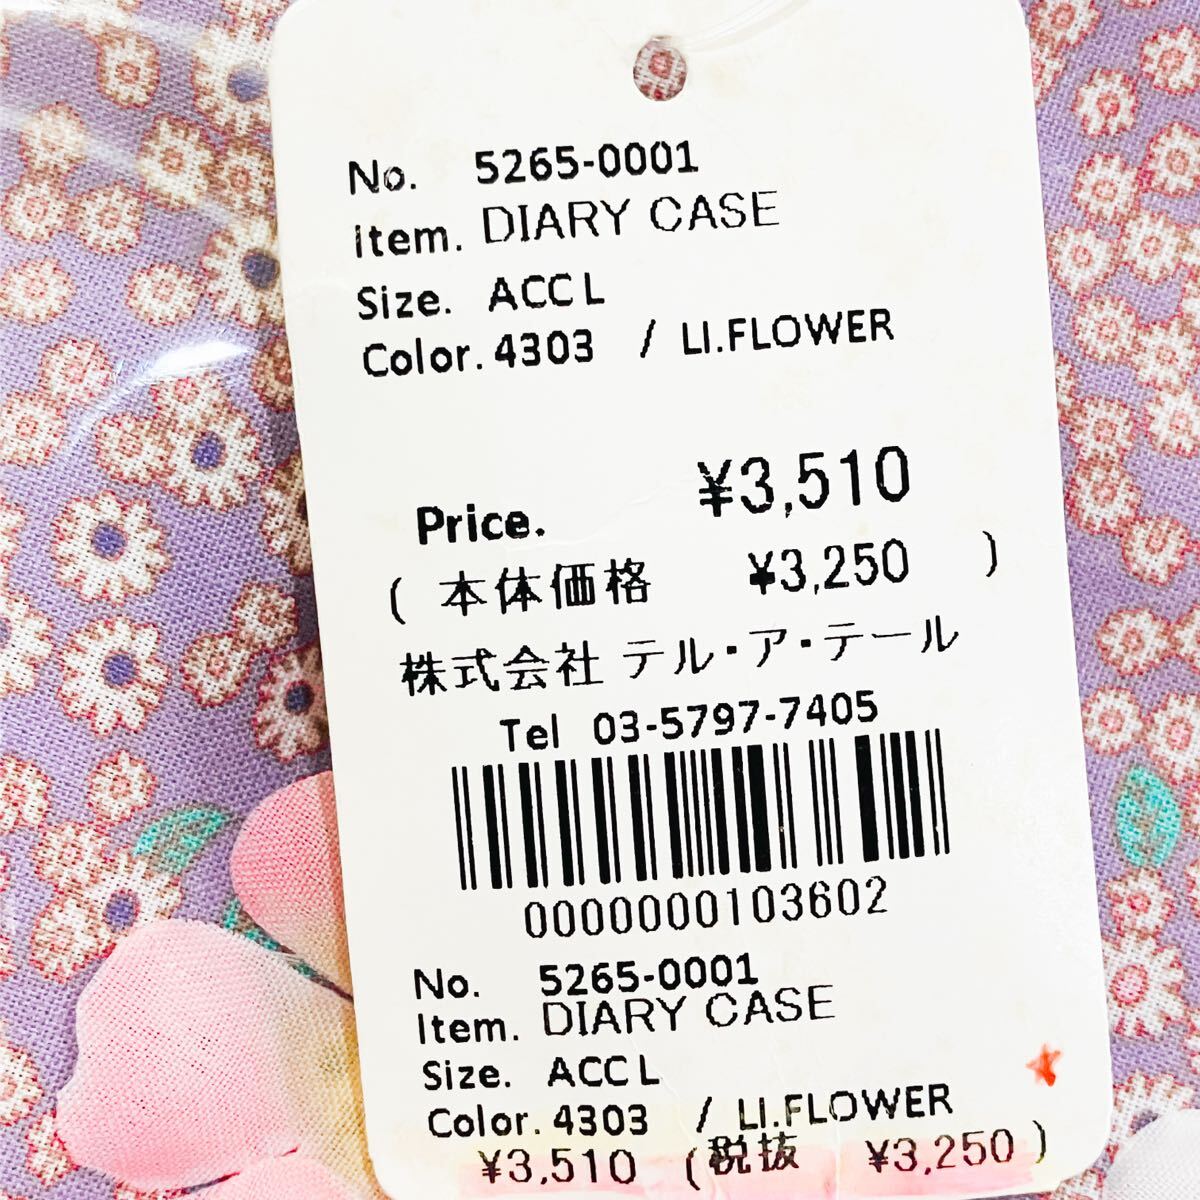 No. 5265-0001
Item. DIARY CASE
Size. ACC L
Color. 4303 / LI.FLOWER
Price. ¥3,510
( 本体価格 ¥3,250 )
株式会社 テル・ア・テール
Tel 03-5797-7405
0000000103602
No. 5265-0001
Item. DIARY CASE
Size. ACC L
Color. 4303 / LI.FLOWER
¥3,510 (税抜 ¥3,250 )